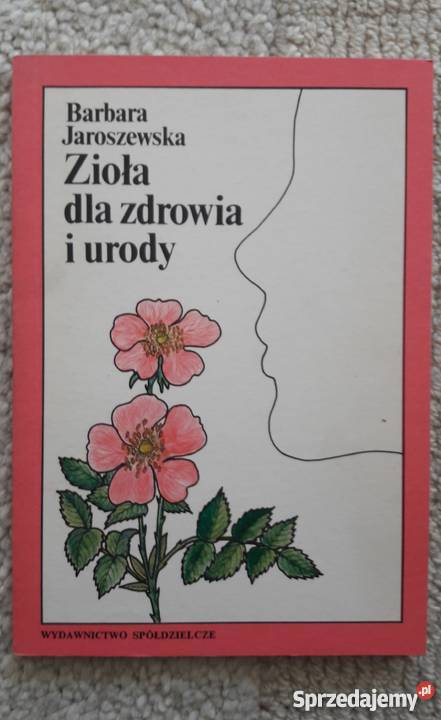 Barbara
Jaroszewska
Zioła
dla zdrowia
i urody
WYDAWNICTWO SPÓŁDZIELCZE
Sprzedajemy.pl